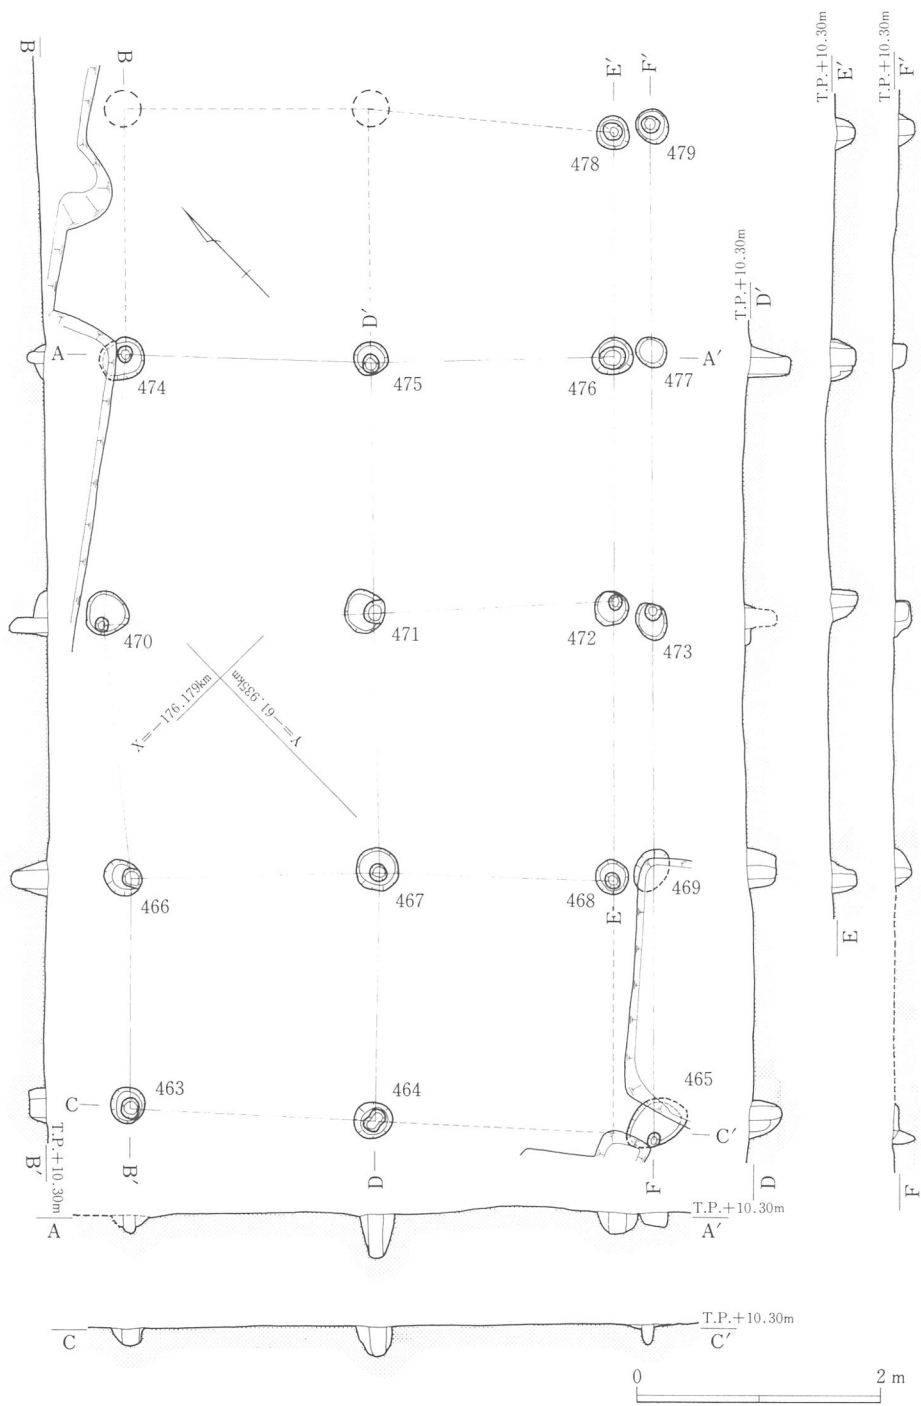 B
B
E′
F′
T.P.+10.30m
E′
T.P.+10.30m
F′
478
479
T.P.+10.30m
D′
D′
A
A′
474
475
476
477
470
471
472
473
X=−176.179km
Y=−61.935km
466
467
468
469
E
E
463
464
465
C
C′
B′
T.P.+10.30m
B′
D
F
D
F
A
T.P.+10.30m
A′
C
T.P.+10.30m
C′
0
2 m